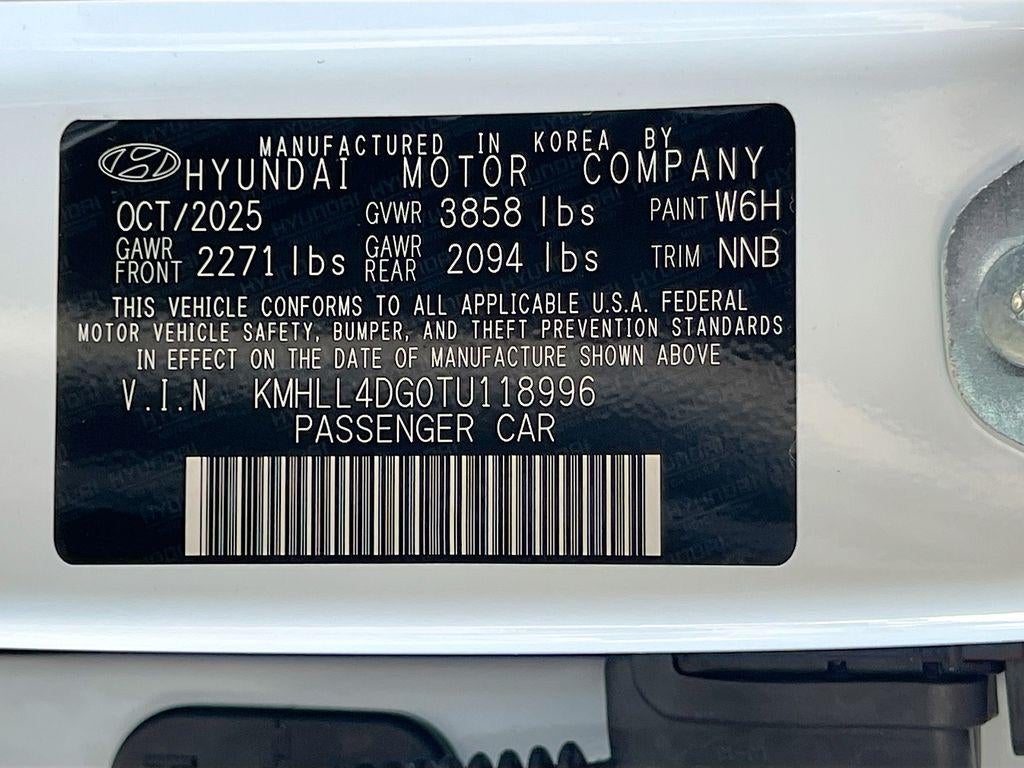 MANUFACTURED IN KOREA BY
HYUNDAI MOTOR COMPANY
OCT/2025 GVWR 3858 lbs PAINT W6H
GAWR FRONT 2271 lbs GAWR REAR 2094 lbs TRIM NNB
THIS VEHICLE CONFORMS TO ALL APPLICABLE U.S.A. FEDERAL
MOTOR VEHICLE SAFETY, BUMPER, AND THEFT PREVENTION STANDARDS
IN EFFECT ON THE DATE OF MANUFACTURE SHOWN ABOVE
V.I.N KMHLL4DG0TU118996
PASSENGER CAR